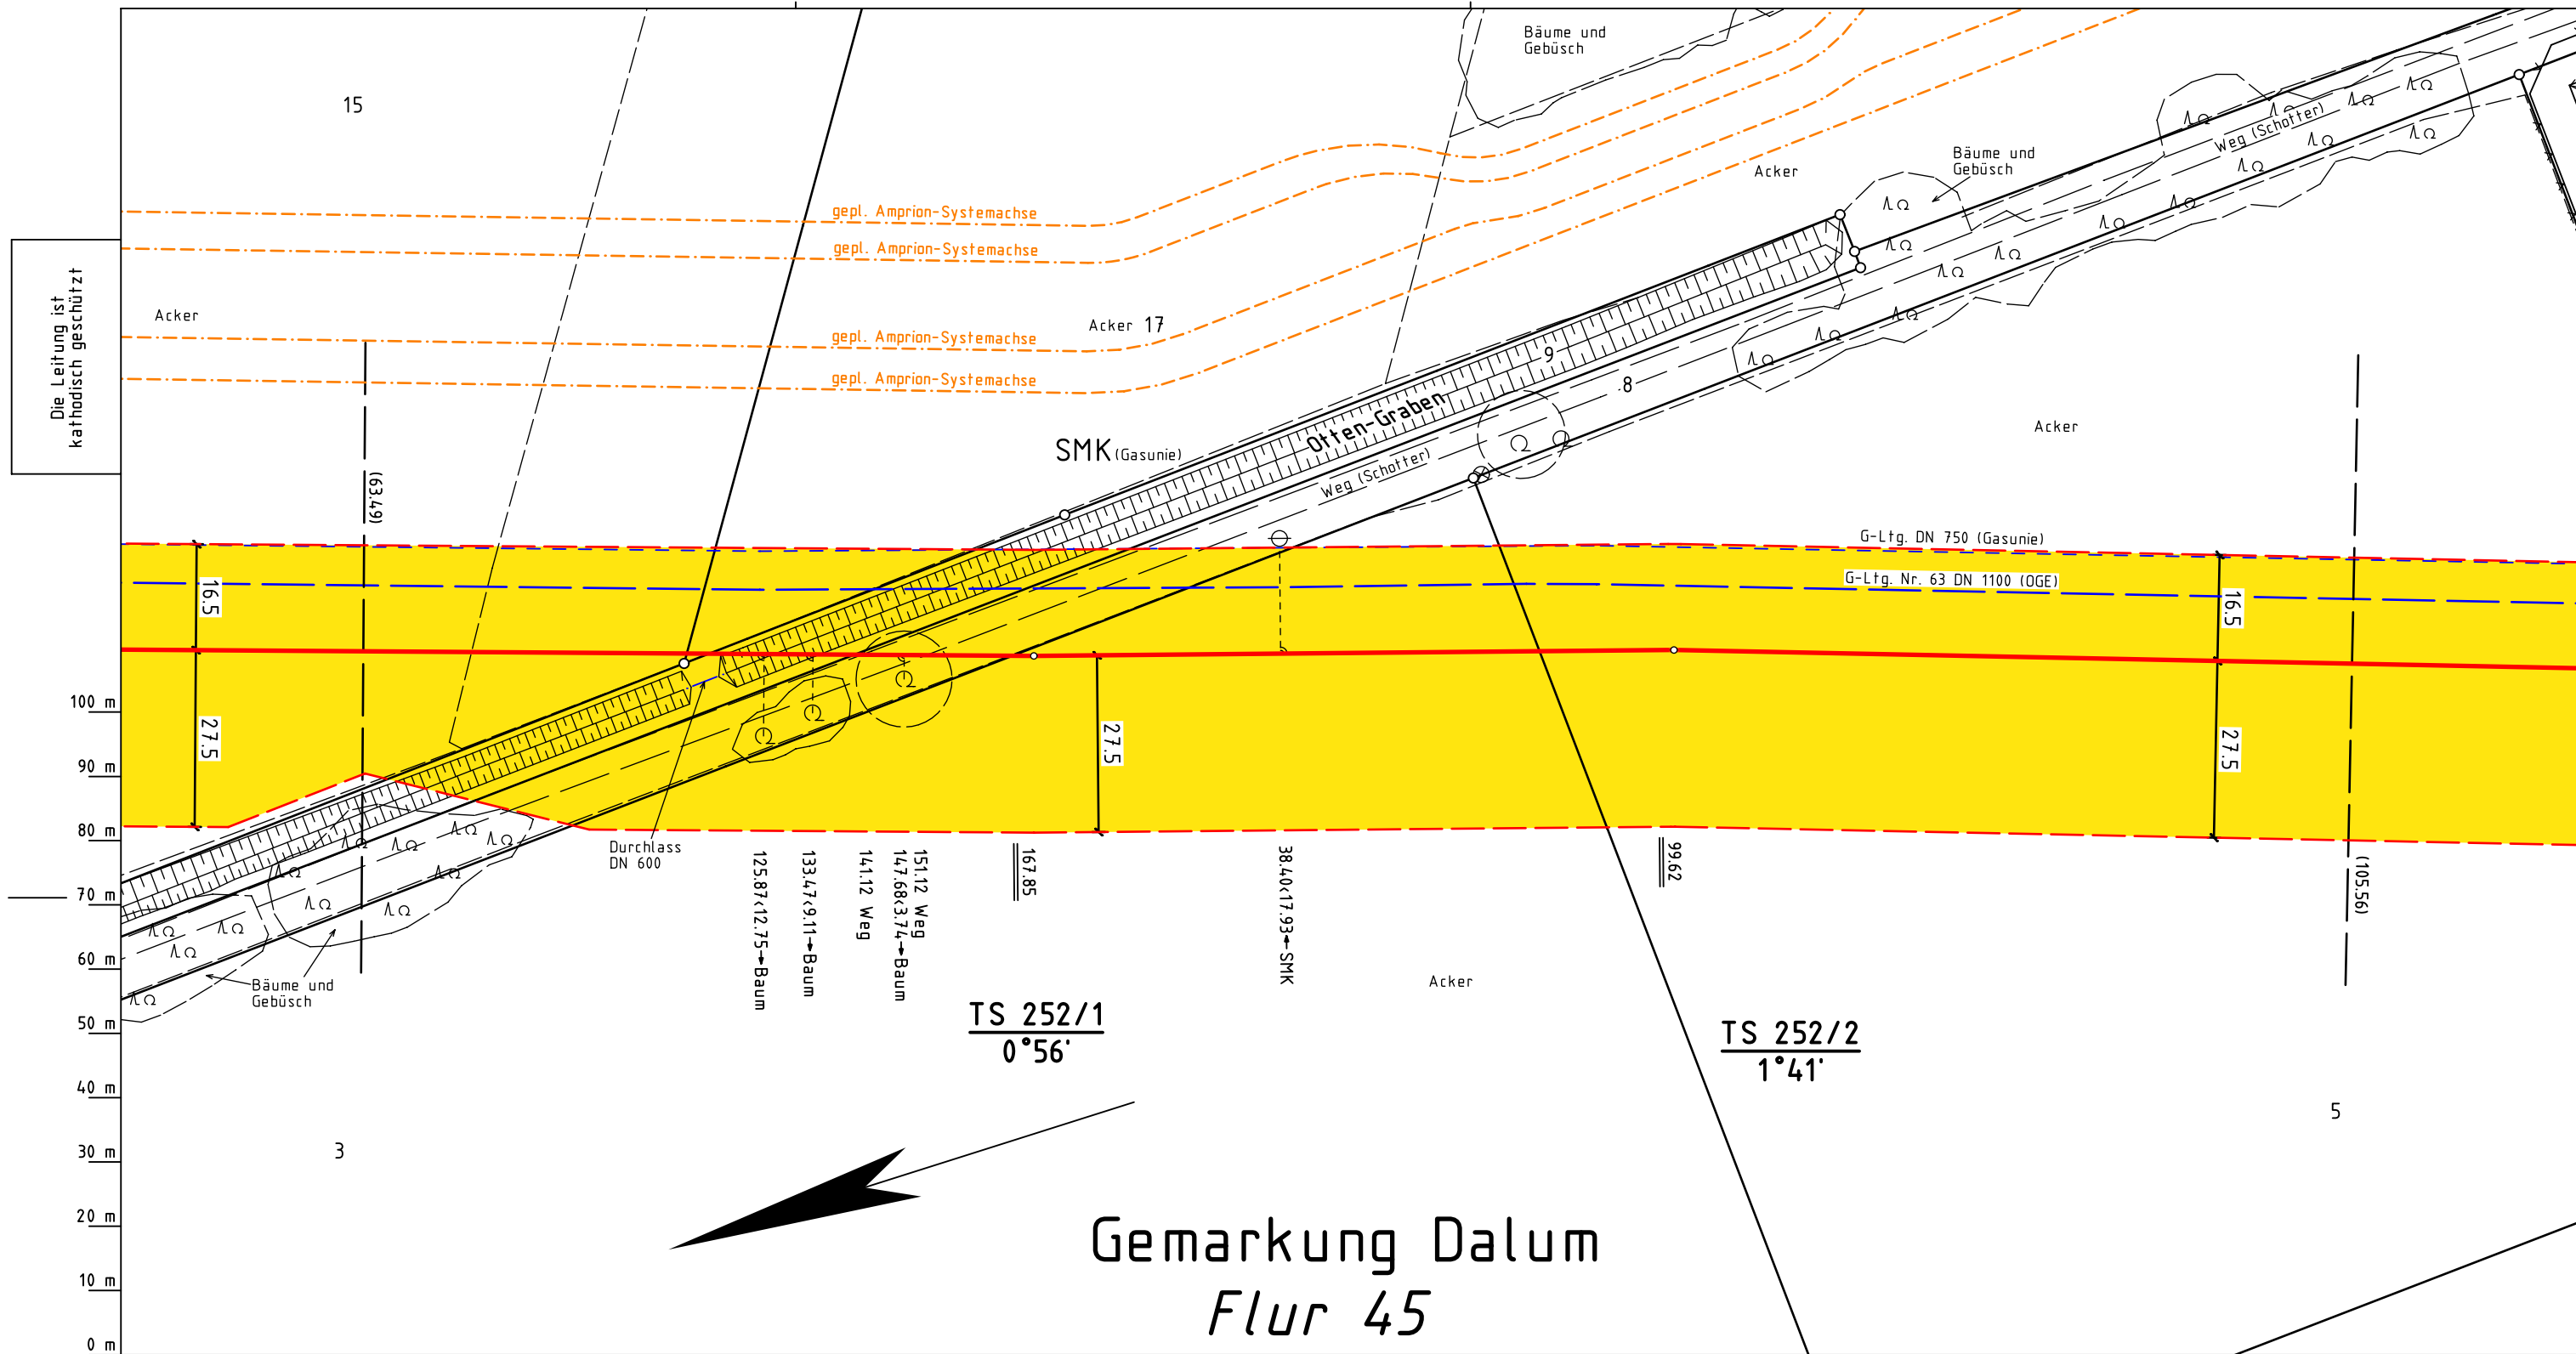 Bäume und
Gebüsch
15
Weg (Schotter)
Bäume und
Gebüsch
Acker
gepl. Amprion-Systemachse
gepl. Amprion-Systemachse
Die Leitung ist
kathodisch geschützt
Acker
Acker 17
gepl. Amprion-Systemachse
gepl. Amprion-Systemachse
9
8
Otten-Graben
Acker
SMK (Gasunie)
Weg (Schotter)
(63.49)
G-Ltg. DN 750 (Gasunie)
G-Ltg. Nr. 63 DN 1100 (OGE)
16.5
16.5
27.5
27.5
27.5
100 m
90 m
80 m
70 m
60 m
50 m
40 m
30 m
20 m
10 m
0 m
Durchlass
DN 600
125.87<12.75→Baum
133.47<9.11→Baum
141.12 Weg
147.68<3.74→Baum
151.12 Weg
167.85
38.40<17.93→SMK
99.62
(105.56)
Bäume und
Gebüsch
Acker
TS 252/1
0°56'
TS 252/2
1°41'
3
5
Gemarkung Dalum
Flur 45